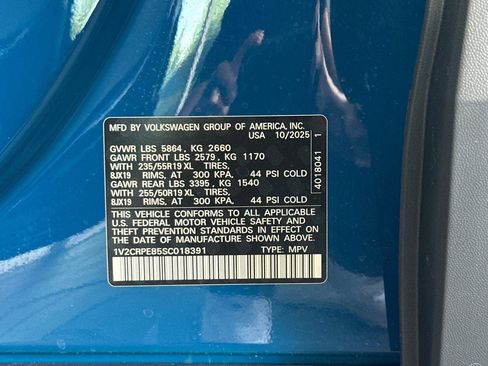 MFD BY VOLKSWAGEN GROUP OF AMERICA, INC.
USA 10/2025
GVWR LBS 5864, KG 2660
GAWR FRONT LBS 2579, KG 1170
WITH 235/55R19 XL TIRES,
8JX19 RIMS, AT 300 KPA, 44 PSI COLD
GAWR REAR LBS 3395, KG 1540
WITH 255/50R19 XL TIRES,
8JX19 RIMS, AT 300 KPA, 44 PSI COLD
THIS VEHICLE CONFORMS TO ALL APPLICABLE
U.S. FEDERAL MOTOR VEHICLE SAFETY AND
THEFT PREVENTION STANDARDS IN EFFECT ON THE
DATE OF MANUFACTURE SHOWN ABOVE
1V2CRPE85SC018391 TYPE: MPV
4018041 1